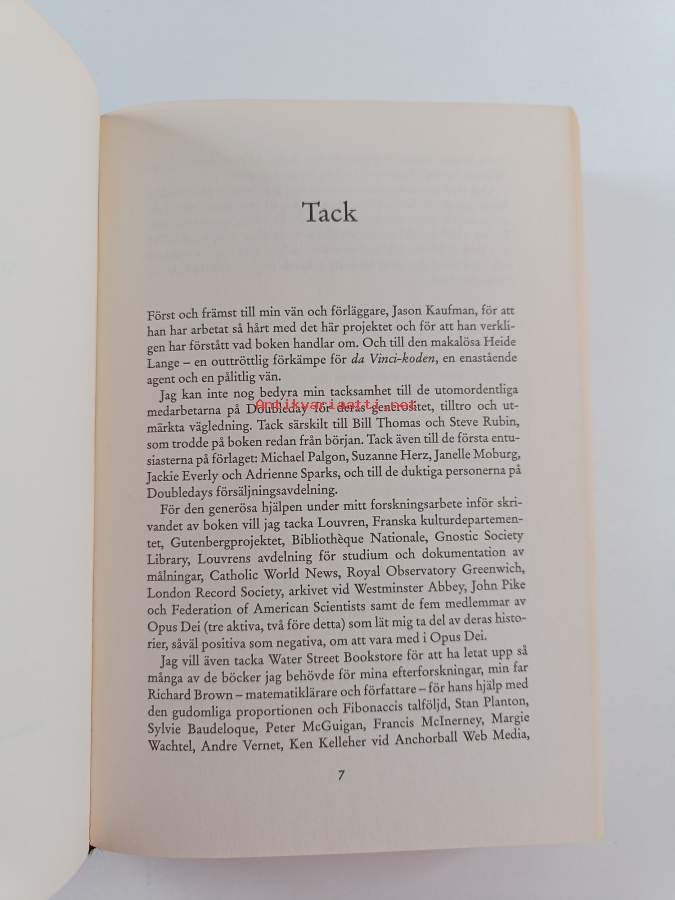 Tack
Först och främst till min vän och förläggare, Jason Kaufman, för att
han har arbetat så hårt med det här projektet och för att han verkli-
gen har förstått vad boken handlar om. Och till den makalösa Heide
Lange – en outtröttlig förkämpe för da Vinci-koden, en enastående
agent och en pålitlig vän.
Jag kan inte nog bedyra min tacksamhet till de utomordentliga
medarbetarna på Doubleday för deras generositet, tilltro och ut-
Antikvariaatti.net
märkta vägledning. Tack särskilt till Bill Thomas och Steve Rubin,
som trodde på boken redan från början. Tack även till de första entu-
siasterna på förlaget: Michael Palgon, Suzanne Herz, Janelle Moburg,
Jackie Everly och Adrienne Sparks, och till de duktiga personerna på
Doubledays försäljningsavdelning.
För den generösa hjälpen under mitt forskningsarbete inför skri-
vandet av boken vill jag tacka Louvren, Franska kulturdepartemen-
tet, Gutenbergprojektet, Bibliothèque Nationale, Gnostic Society
Library, Louvrens avdelning för studium och dokumentation av
målningar, Catholic World News, Royal Observatory Greenwich,
London Record Society, arkivet vid Westminster Abbey, John Pike
och Federation of American Scientists samt de fem medlemmar av
Opus Dei (tre aktiva, två före detta) som lät mig ta del av deras histo-
rier, såväl positiva som negativa, om att vara med i Opus Dei.
Jag vill även tacka Water Street Bookstore för att ha letat upp så
många av de böcker jag behövde för mina efterforskningar, min far
Richard Brown – matematiklärare och författare – för hans hjälp med
den gudomliga proportionen och Fibonaccis talföljd, Stan Planton,
Sylvie Baudeloque, Peter McGuigan, Francis McInerney, Margie
Wachtel, Andre Vernet, Ken Kelleher vid Anchorball Web Media,
7